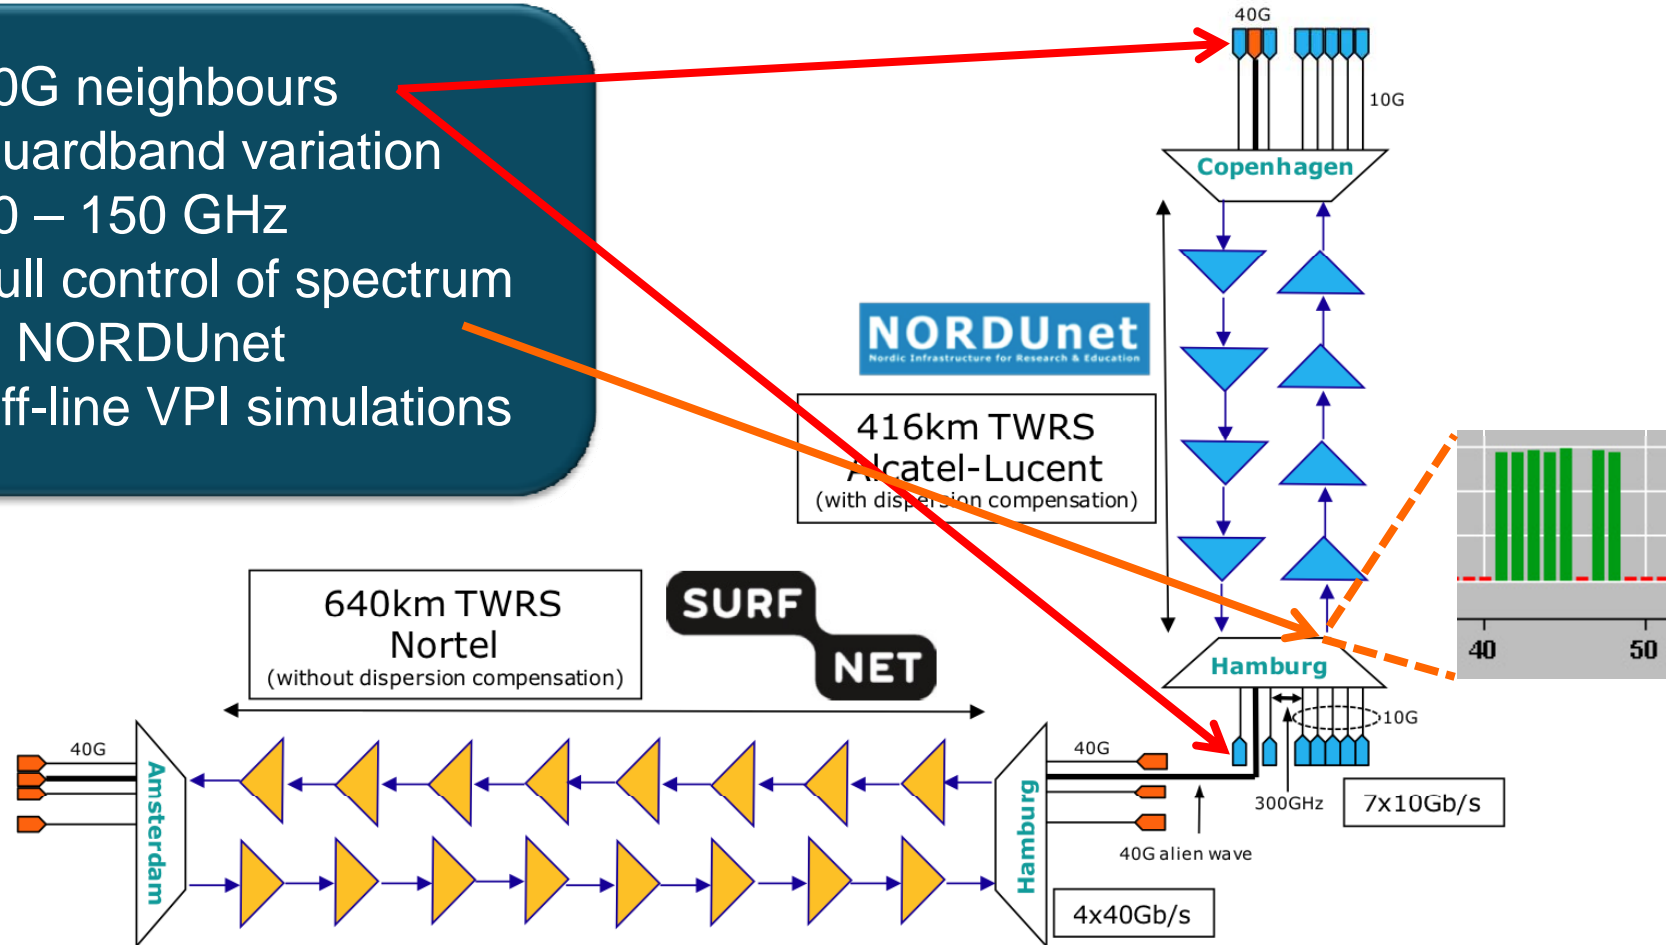 0G neighbours
uardband variation
0 – 150 GHz
ull control of spectrum
NORDUnet
ff-line VPI simulations
40G
10G
Copenhagen
NORDUnet
Nordic Infrastructure for Research & Education
416km TWRS
Alcatel-Lucent
(with dispersion compensation)
40
50
640km TWRS
Nortel
(without dispersion compensation)
SURF
NET
Hamburg
10G
40G
Amsterdam
Hamburg
40G
300GHz
7x10Gb/s
40G alien wave
4x40Gb/s